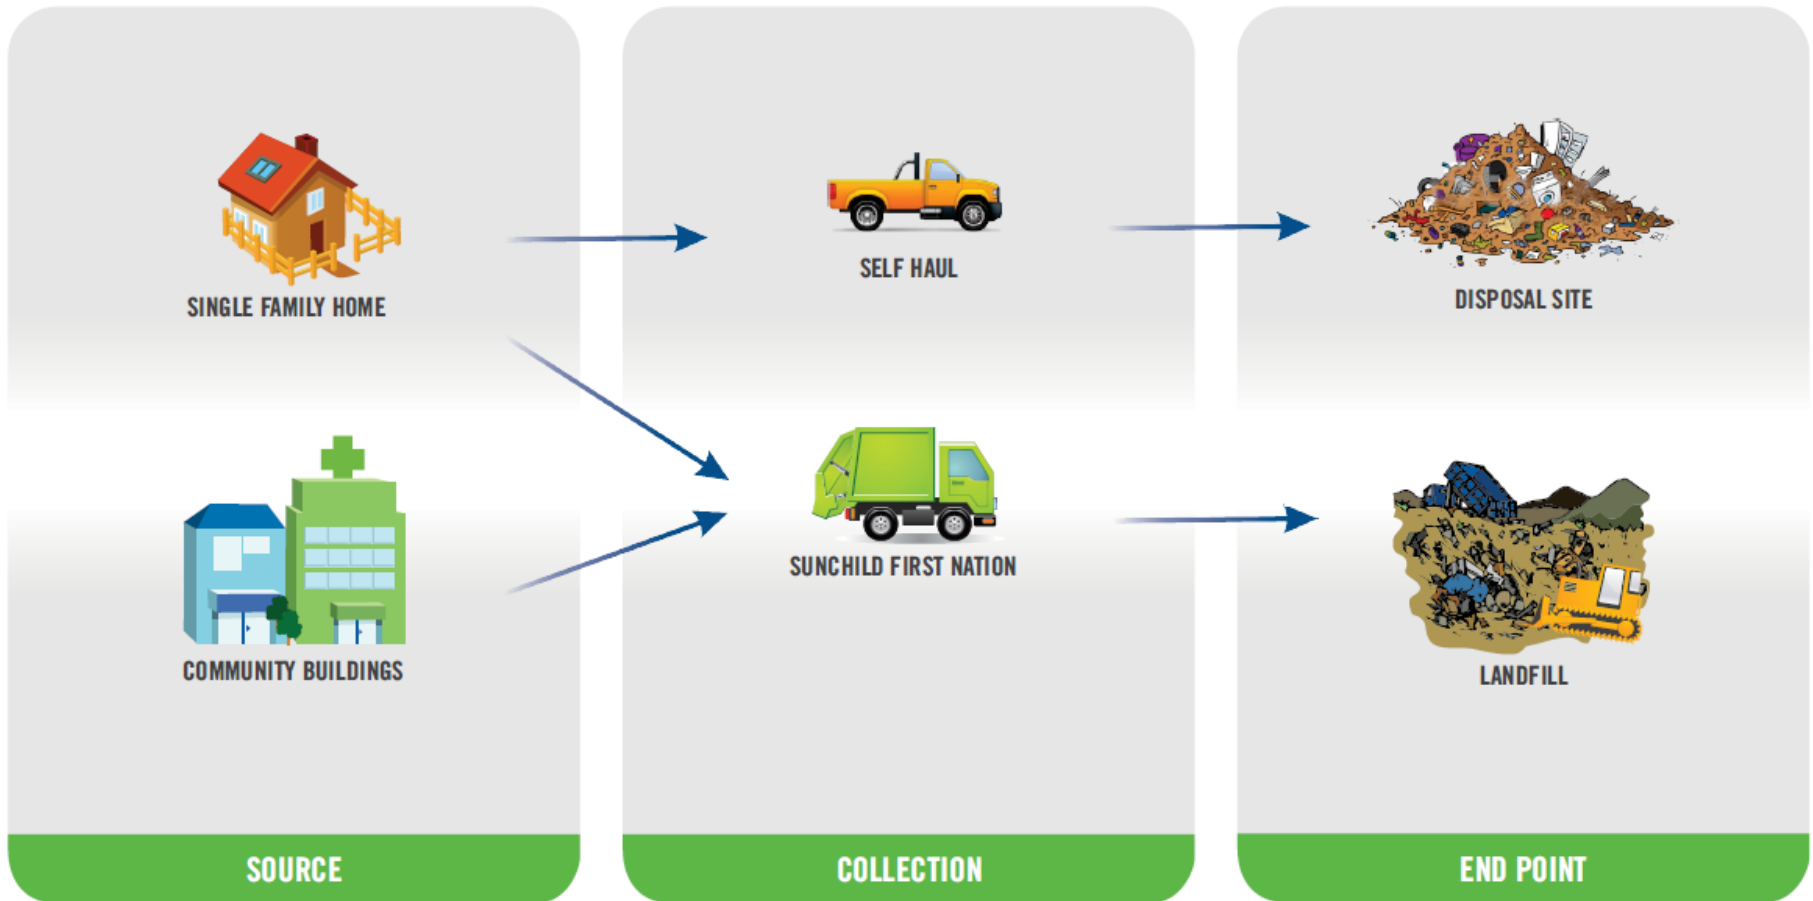 SINGLE FAMILY HOME
SELF HAUL
DISPOSAL SITE
COMMUNITY BUILDINGS
SUNCHILD FIRST NATION
LANDFILL
SOURCE
COLLECTION
END POINT